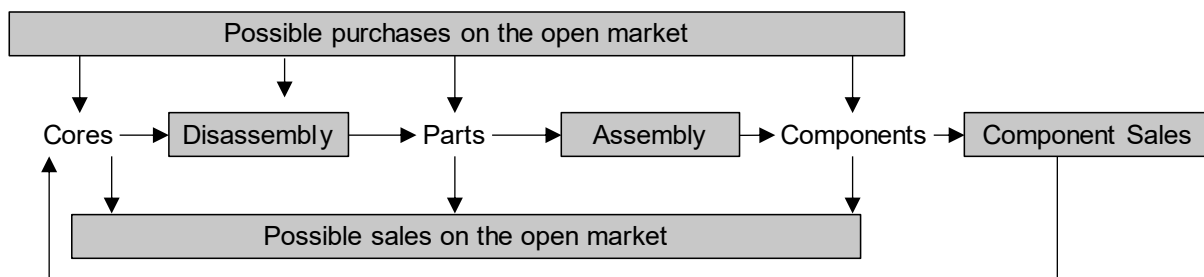 Possible purchases on the open market
Cores Disassembly Parts Assembly Components Component Sales
Possible sales on the open market